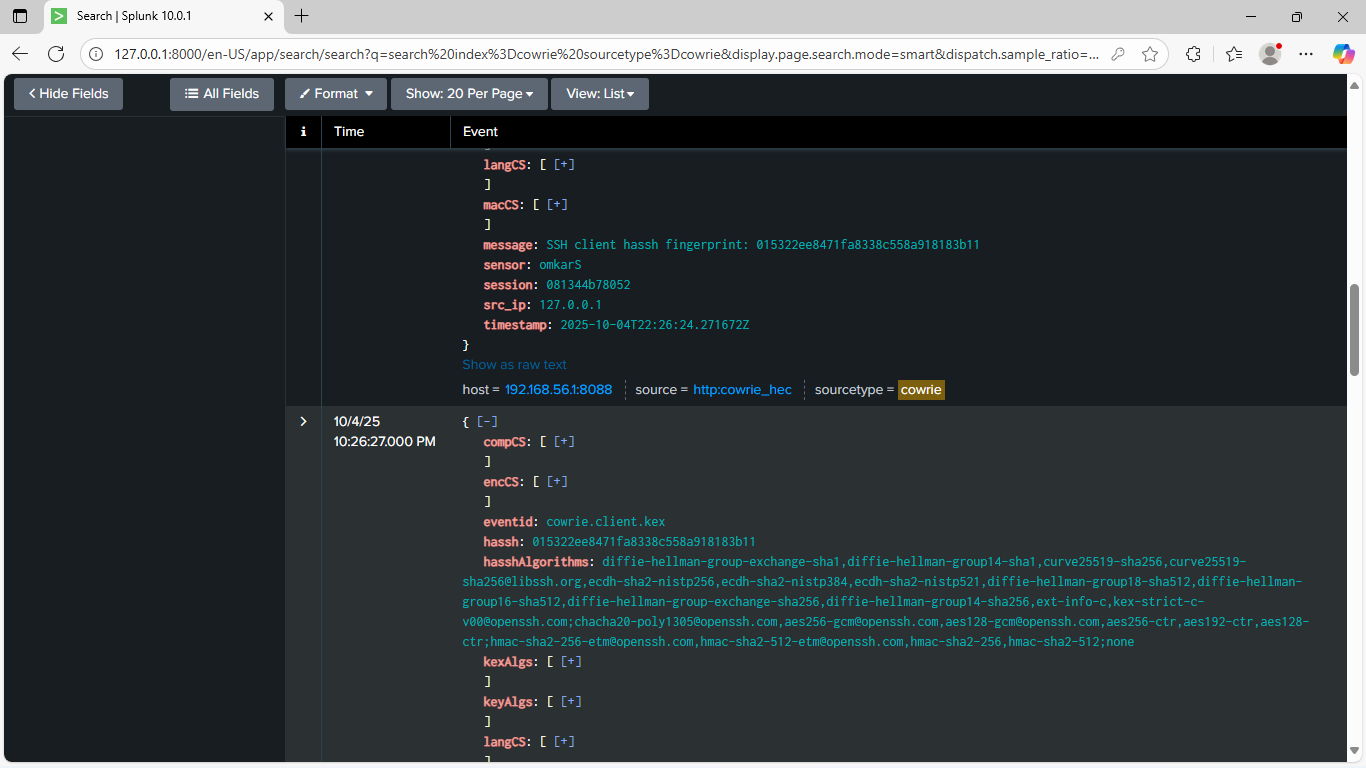 Search | Splunk 10.0.1
127.0.0.1:8000/en-US/app/search/search?q=search%20index%3Dcowrie%20sourcetype%3Dcowrie&display.page.search.mode=smart&dispatch.sample_ratio=...
< Hide Fields
All Fields
Format
Show: 20 Per Page
View: List
i Time Event
langCS: [ [+]
]
macCS: [ [+]
]
message: SSH client hassh fingerprint: 015322ee8471fa8338c558a918183b11
sensor: omkarS
session: 081344b78052
src_ip: 127.0.0.1
timestamp: 2025-10-04T22:26:24.271672Z
}
Show as raw text
host = 192.168.56.1:8088 source = http:cowrie_hec sourcetype = cowrie
> 10/4/25 { [-]
10:26:27.000 PM compCS: [ [+]
]
encCS: [ [+]
]
eventid: cowrie.client.kex
hassh: 015322ee8471fa8338c558a918183b11
hasshAlgorithms: diffie-hellman-group-exchange-sha1,diffie-hellman-group14-sha1,curve25519-sha256,curve25519-
sha256@libssh.org,ecdh-sha2-nistp256,ecdh-sha2-nistp384,ecdh-sha2-nistp521,diffie-hellman-group18-sha512,diffie-hellman-
group16-sha512,diffie-hellman-group-exchange-sha256,diffie-hellman-group14-sha256,ext-info-c,kex-strict-c-
v00@openssh.com;chacha20-poly1305@openssh.com,aes256-gcm@openssh.com,aes128-gcm@openssh.com,aes256-ctr,aes192-ctr,aes128-
ctr;hmac-sha2-256-etm@openssh.com,hmac-sha2-512-etm@openssh.com,hmac-sha2-256,hmac-sha2-512;none
kexAlgs: [ [+]
]
keyAlgs: [ [+]
]
langCS: [ [+]
]